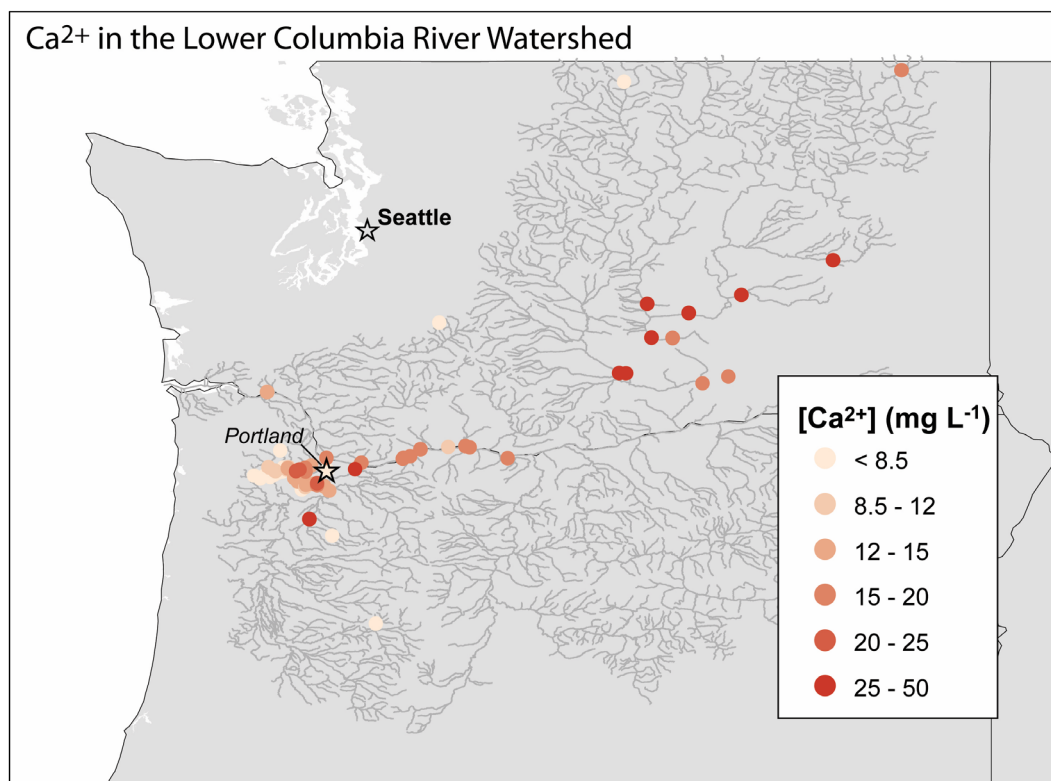 Ca2+ in the Lower Columbia River Watershed
Seattle
Portland
[Ca2+] (mg L-1)
< 8.5
8.5 - 12
12 - 15
15 - 20
20 - 25
25 - 50